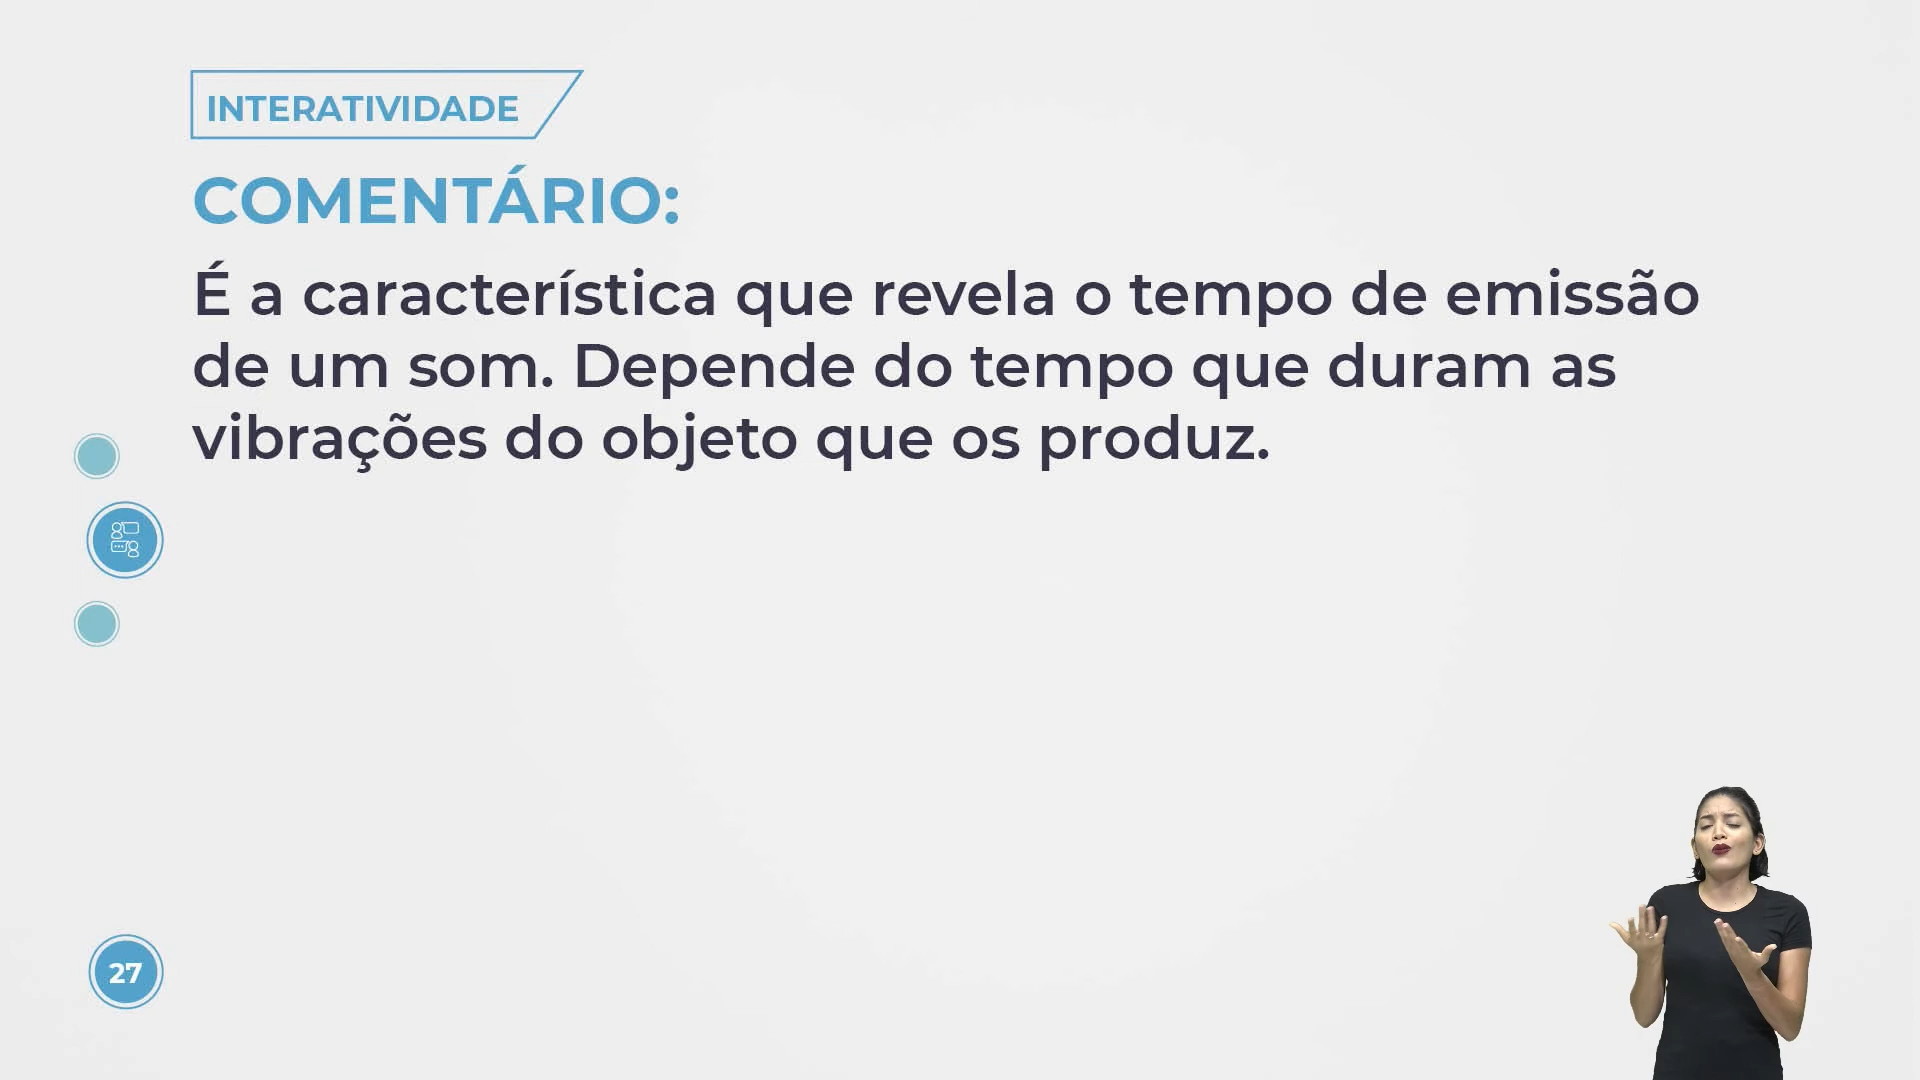 INTERATIVIDADE
COMENTÁRIO:
É a característica que revela o tempo de emissão
de um som. Depende do tempo que duram as
vibrações do objeto que os produz.
27